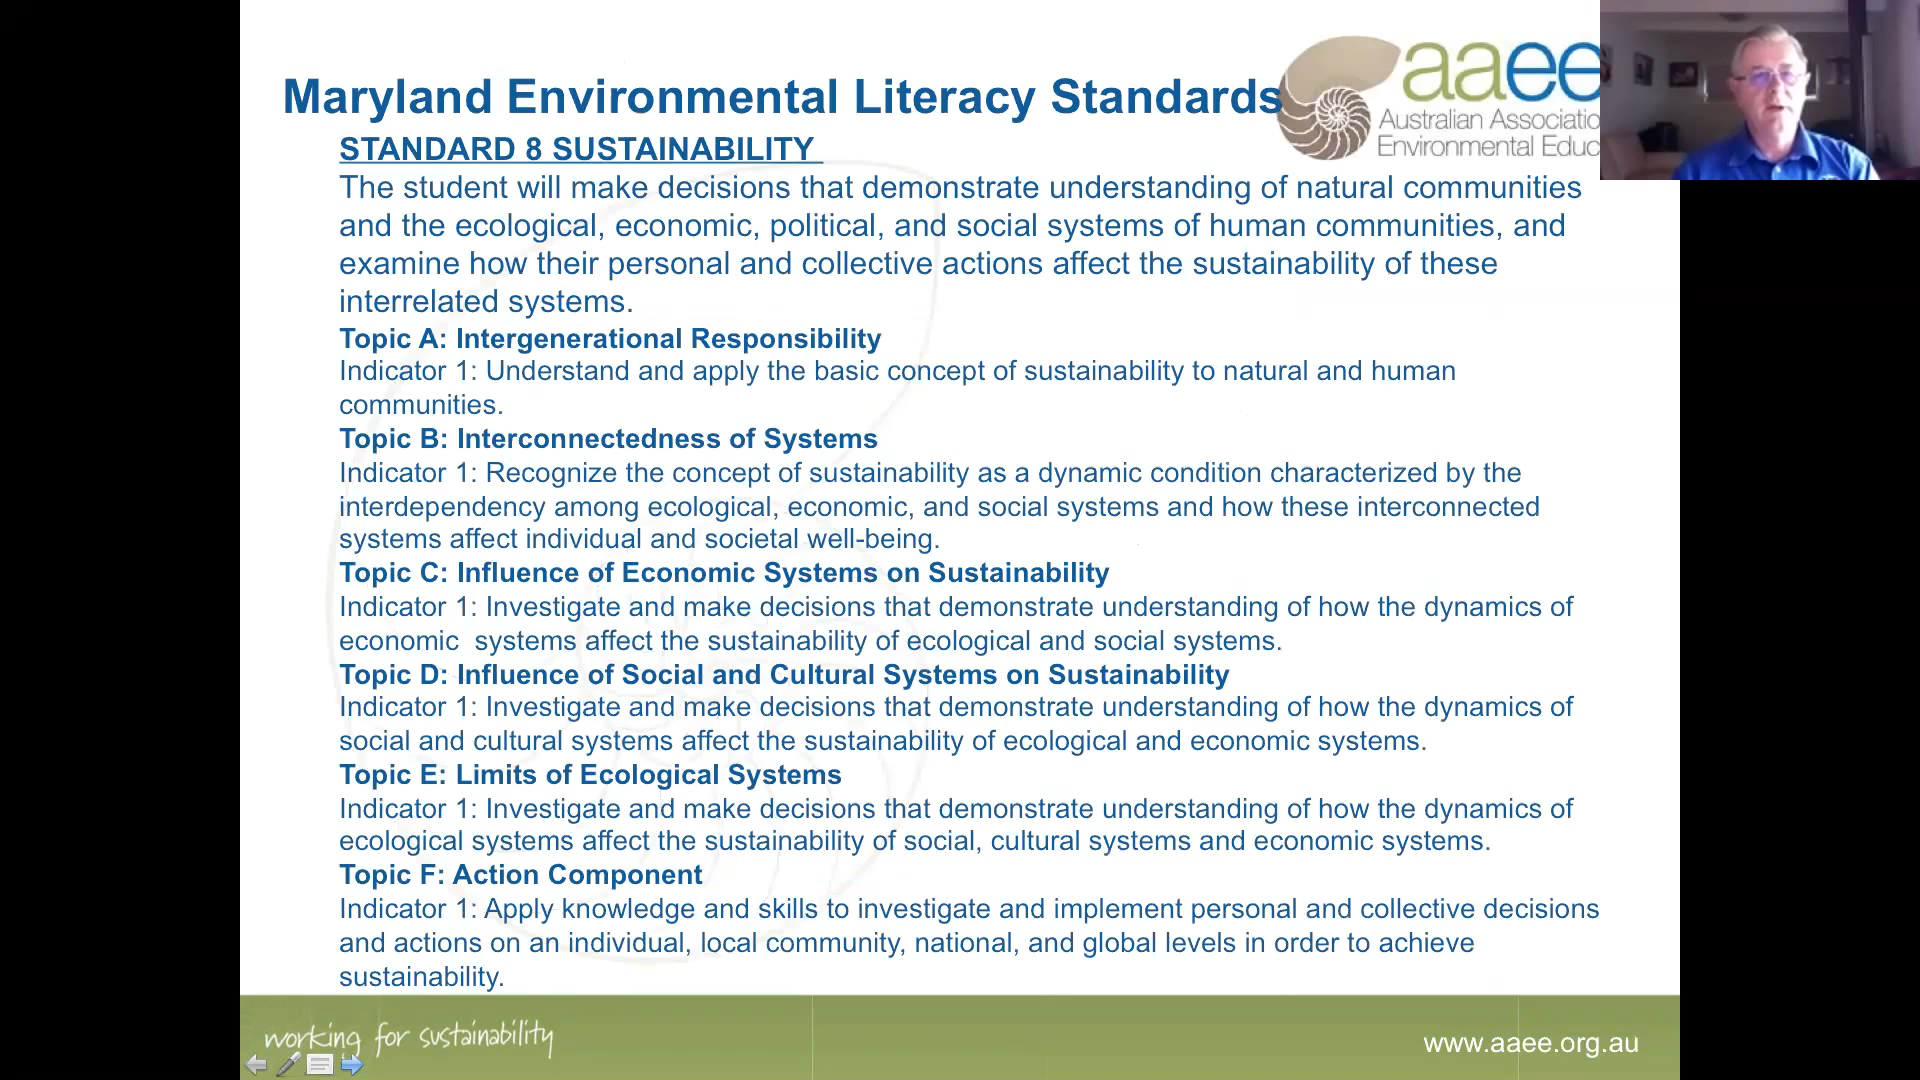 Maryland Environmental Literacy Standards
aaee
Australian Associatio
Environmental Educ
STANDARD 8 SUSTAINABILITY
The student will make decisions that demonstrate understanding of natural communities
and the ecological, economic, political, and social systems of human communities, and
examine how their personal and collective actions affect the sustainability of these
interrelated systems.
Topic A: Intergenerational Responsibility
Indicator 1: Understand and apply the basic concept of sustainability to natural and human
communities.
Topic B: Interconnectedness of Systems
Indicator 1: Recognize the concept of sustainability as a dynamic condition characterized by the
interdependency among ecological, economic, and social systems and how these interconnected
systems affect individual and societal well-being.
Topic C: Influence of Economic Systems on Sustainability
Indicator 1: Investigate and make decisions that demonstrate understanding of how the dynamics of
economic  systems affect the sustainability of ecological and social systems.
Topic D: Influence of Social and Cultural Systems on Sustainability
Indicator 1: Investigate and make decisions that demonstrate understanding of how the dynamics of
social and cultural systems affect the sustainability of ecological and economic systems.
Topic E: Limits of Ecological Systems
Indicator 1: Investigate and make decisions that demonstrate understanding of how the dynamics of
ecological systems affect the sustainability of social, cultural systems and economic systems.
Topic F: Action Component
Indicator 1: Apply knowledge and skills to investigate and implement personal and collective decisions
and actions on an individual, local community, national, and global levels in order to achieve
sustainability.
working for sustainability
www.aaee.org.au